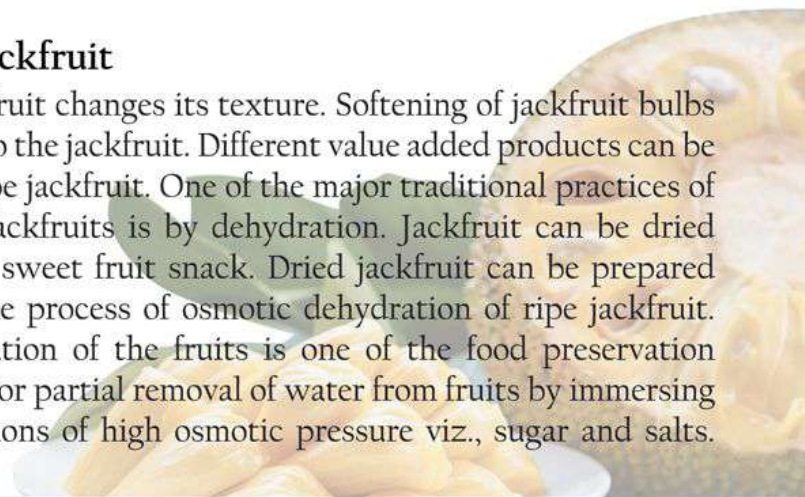 ckfruit
ruit changes its texture. Softening of jackfruit bulbs
o the jackfruit. Different value added products can be
pe jackfruit. One of the major traditional practices of
ackfruits is by dehydration. Jackfruit can be dried
sweet fruit snack. Dried jackfruit can be prepared
e process of osmotic dehydration of ripe jackfruit.
tion of the fruits is one of the food preservation
or partial removal of water from fruits by immersing
ions of high osmotic pressure viz., sugar and salts.